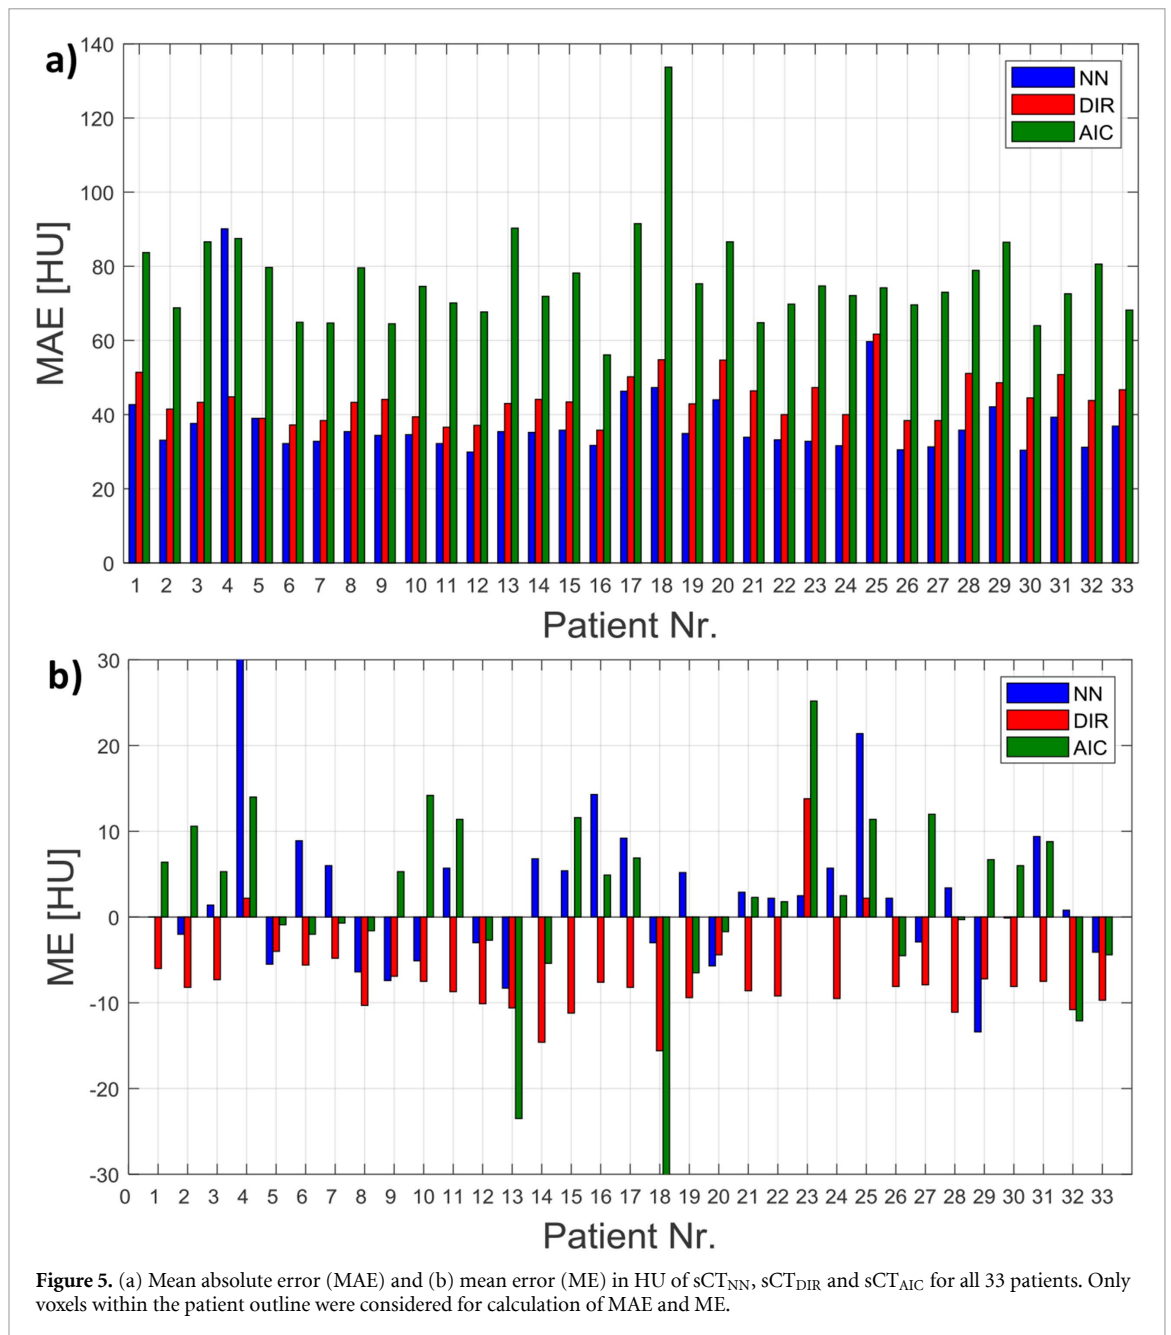 a)
140
120
100
80
60
40
20
0
MAE [HU]
NN
DIR
AIC
1 2 3 4 5 6 7 8 9 10 11 12 13 14 15 16 17 18 19 20 21 22 23 24 25 26 27 28 29 30 31 32 33
Patient Nr.
b)
30
20
10
0
-10
-20
-30
ME [HU]
NN
DIR
AIC
0 1 2 3 4 5 6 7 8 9 10 11 12 13 14 15 16 17 18 19 20 21 22 23 24 25 26 27 28 29 30 31 32 33
Patient Nr.
Figure 5. (a) Mean absolute error (MAE) and (b) mean error (ME) in HU of sCTNN, sCTDIR and sCTAIC for all 33 patients. Only
voxels within the patient outline were considered for calculation of MAE and ME.